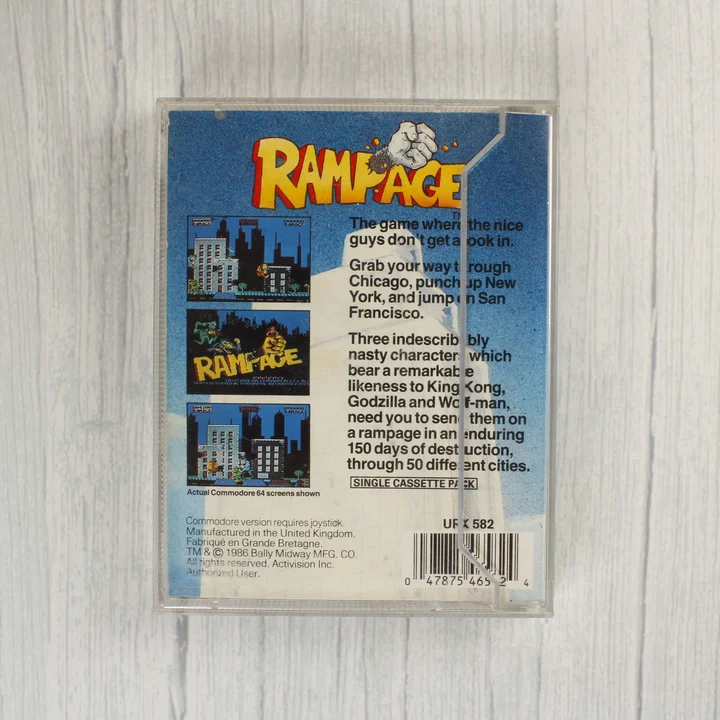 RAMPAGE
The game where the nice
guys don't get a look in.
Grab your way through
Chicago, punch up New
York, and jump on San
Francisco.
Three indescribably
nasty characters which
bear a remarkable
likeness to King Kong,
Godzilla and Wolf-man,
need you to send them on
a rampage in an enduring
150 days of destruction,
through 50 different cities.
SINGLE CASSETTE PACK
RAMPAGE
Actual Commodore 64 screens shown
Commodore version requires joystick.
Manufactured in the United Kingdom.
Fabriqué en Grande Bretagne.
TM & © 1986 Bally Midway MFG. CO.
All rights reserved. Activision Inc.
Authorized User.
URX 582
0 47875 4